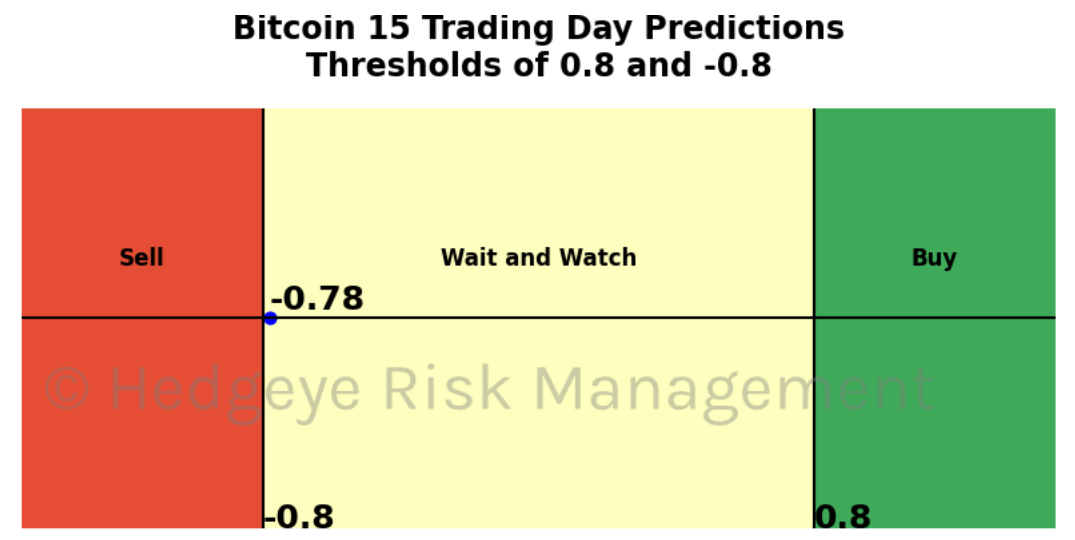 Bitcoin 15 Trading Day Predictions
Thresholds of 0.8 and -0.8
Sell
Wait and Watch
Buy
-0.78
© Hedgeye Risk Management
-0.8
0.8